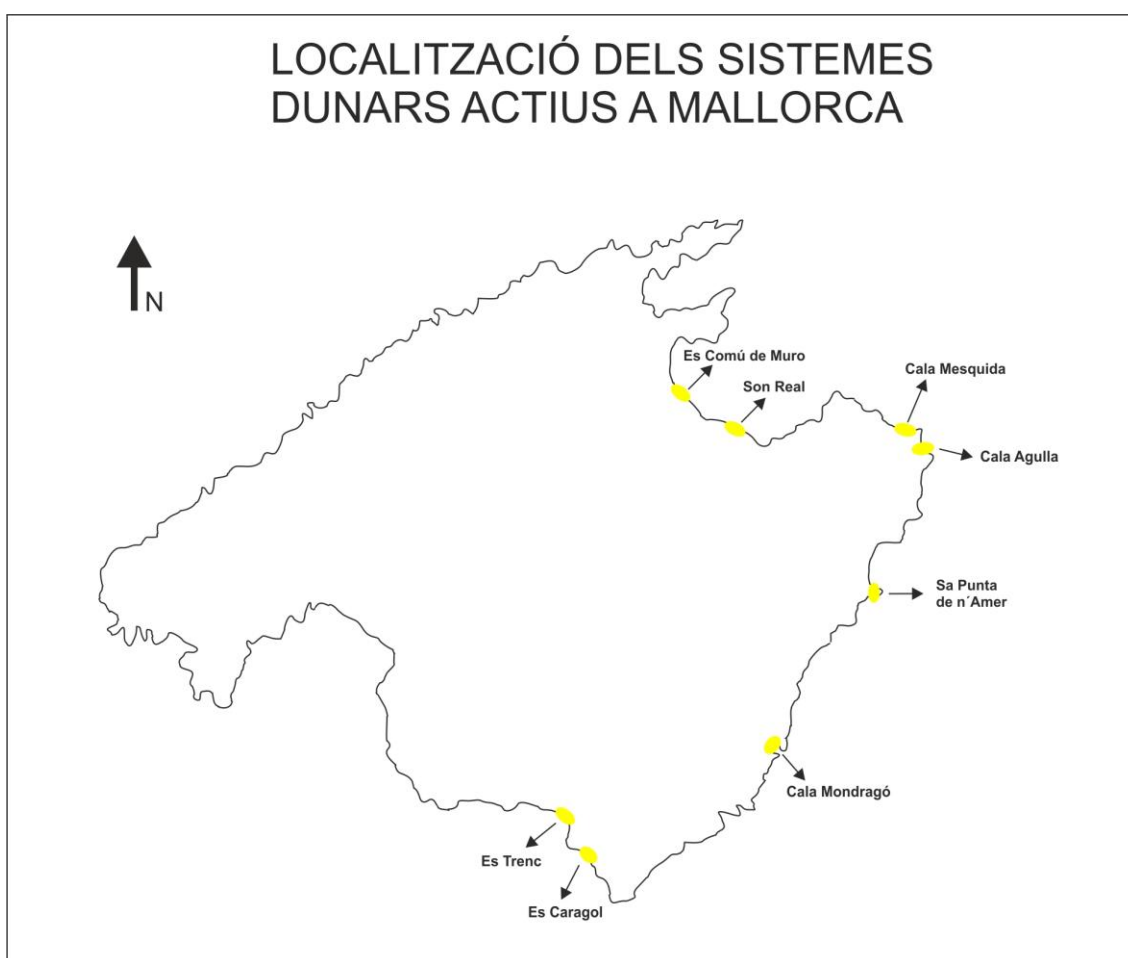 LOCALITZACIÓ DELS SISTEMES
DUNARS ACTIUS A MALLORCA
N
Es Comú de Muro
Son Real
Cala Mesquida
Cala Agulla
Sa Punta
de n´Amer
Cala Mondragó
Es Trenc
Es Caragol